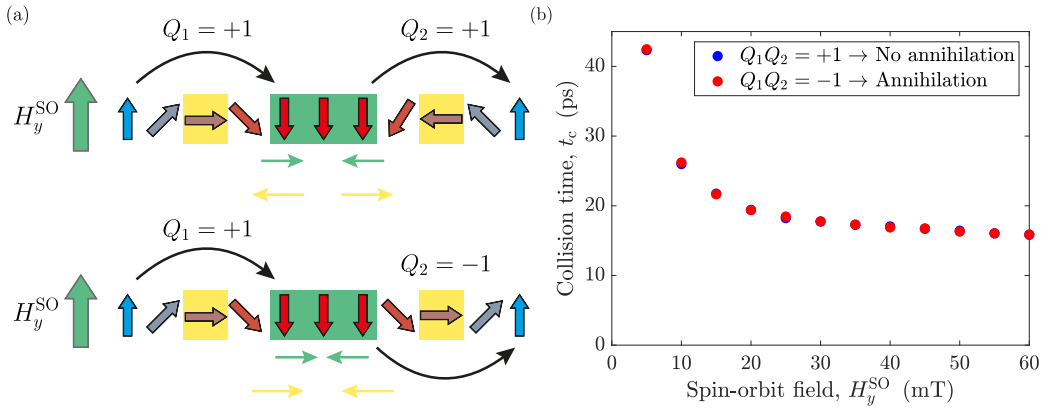 (a)
Q₁ = +1
Q₂ = +1
H_y^SO
Q₁ = +1
Q₂ = −1
H_y^SO
(b)
Q₁Q₂ = +1 → No annihilation
Q₁Q₂ = −1 → Annihilation
Collision time, t_c (ps)
40
30
20
10
0
0 10 20 30 40 50 60
Spin-orbit field, H_y^SO (mT)